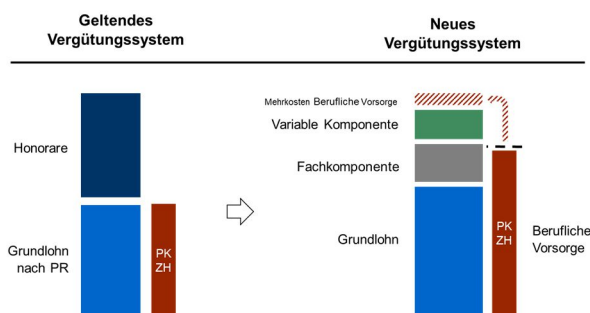 Geltendes
Vergütungssystem
Neues
Vergütungssystem
Honorare
Grundlohn
nach PR
PK
ZH
Mehrkosten Berufliche Vorsorge
Variable Komponente
Fachkomponente
Grundlohn
PK
ZH
Berufliche
Vorsorge